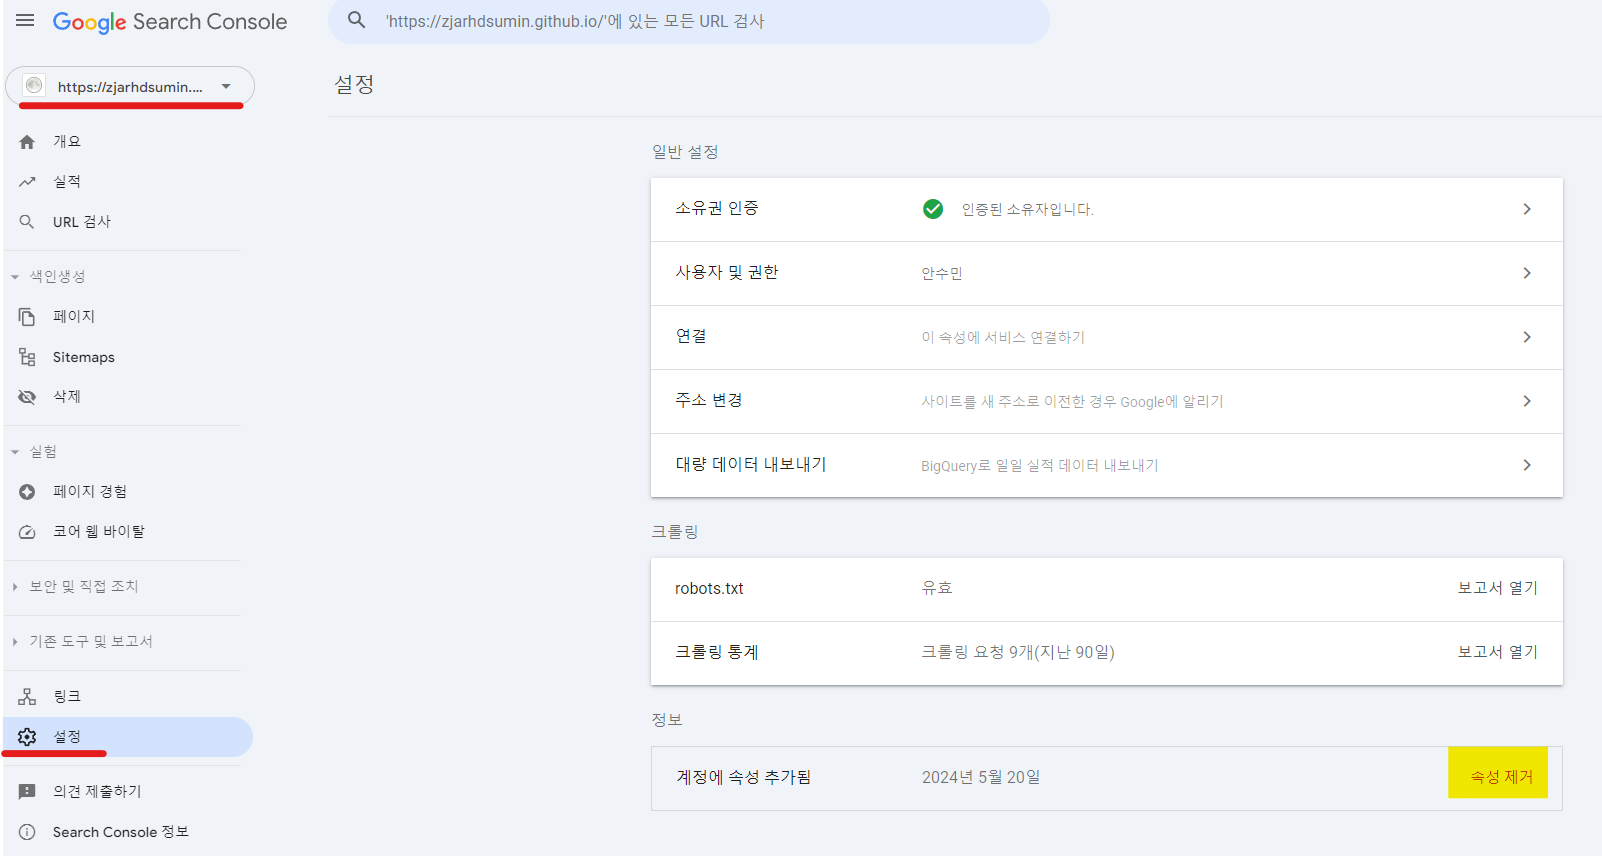 Google Search Console
'https://zjarhdsumin.github.io/'에 있는 모든 URL 검사
https://zjarhdsumin....
설정
개요
실적
URL 검사
색인생성
페이지
Sitemaps
삭제
실험
페이지 경험
코어 웹 바이탈
보안 및 직접 조치
기존 도구 및 보고서
링크
설정
의견 제출하기
Search Console 정보
일반 설정
소유권 인증 인증된 소유자입니다.
사용자 및 권한 안수민
연결 이 속성에 서비스 연결하기
주소 변경 사이트를 새 주소로 이전한 경우 Google에 알리기
대량 데이터 내보내기 BigQuery로 일일 실적 데이터 내보내기
크롤링
robots.txt 유효 보고서 열기
크롤링 통계 크롤링 요청 9개(지난 90일) 보고서 열기
정보
계정에 속성 추가됨 2024년 5월 20일 속성 제거